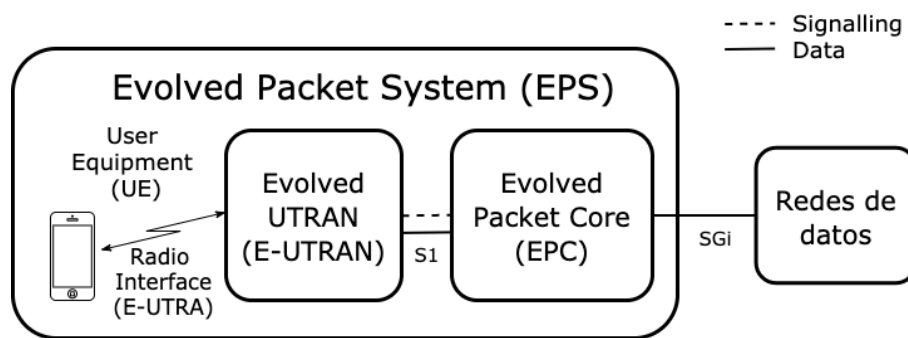 Signalling
Data
Evolved Packet System (EPS)
User
Equipment
(UE)
Radio
Interface
(E-UTRA)
Evolved
UTRAN
(E-UTRAN)
S1
Evolved
Packet Core
(EPC)
SGi
Redes de
datos